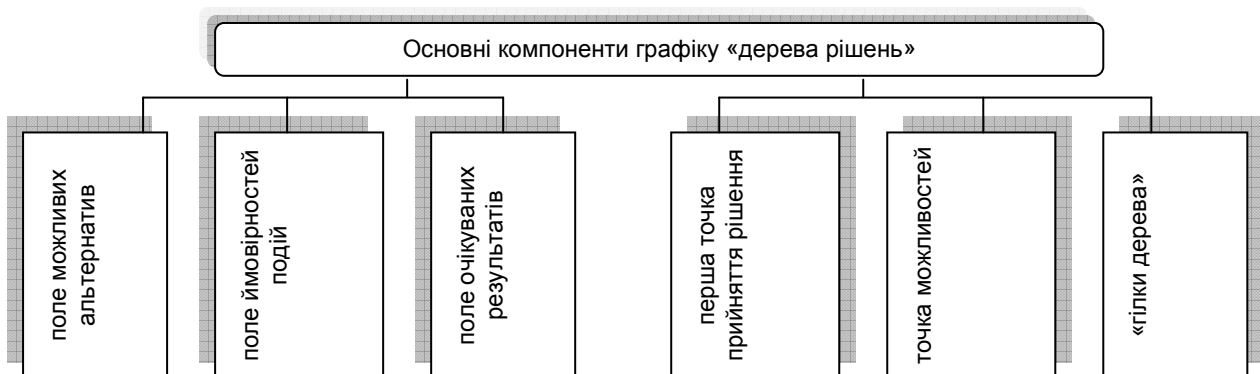 Основні компоненти графіку «дерева рішень»
поле можливих
альтернатив
поле ймовірностей
подій
поле очікуваних
результатів
перша точка
прийняття рішення
точка можливостей
«гілки дерева»